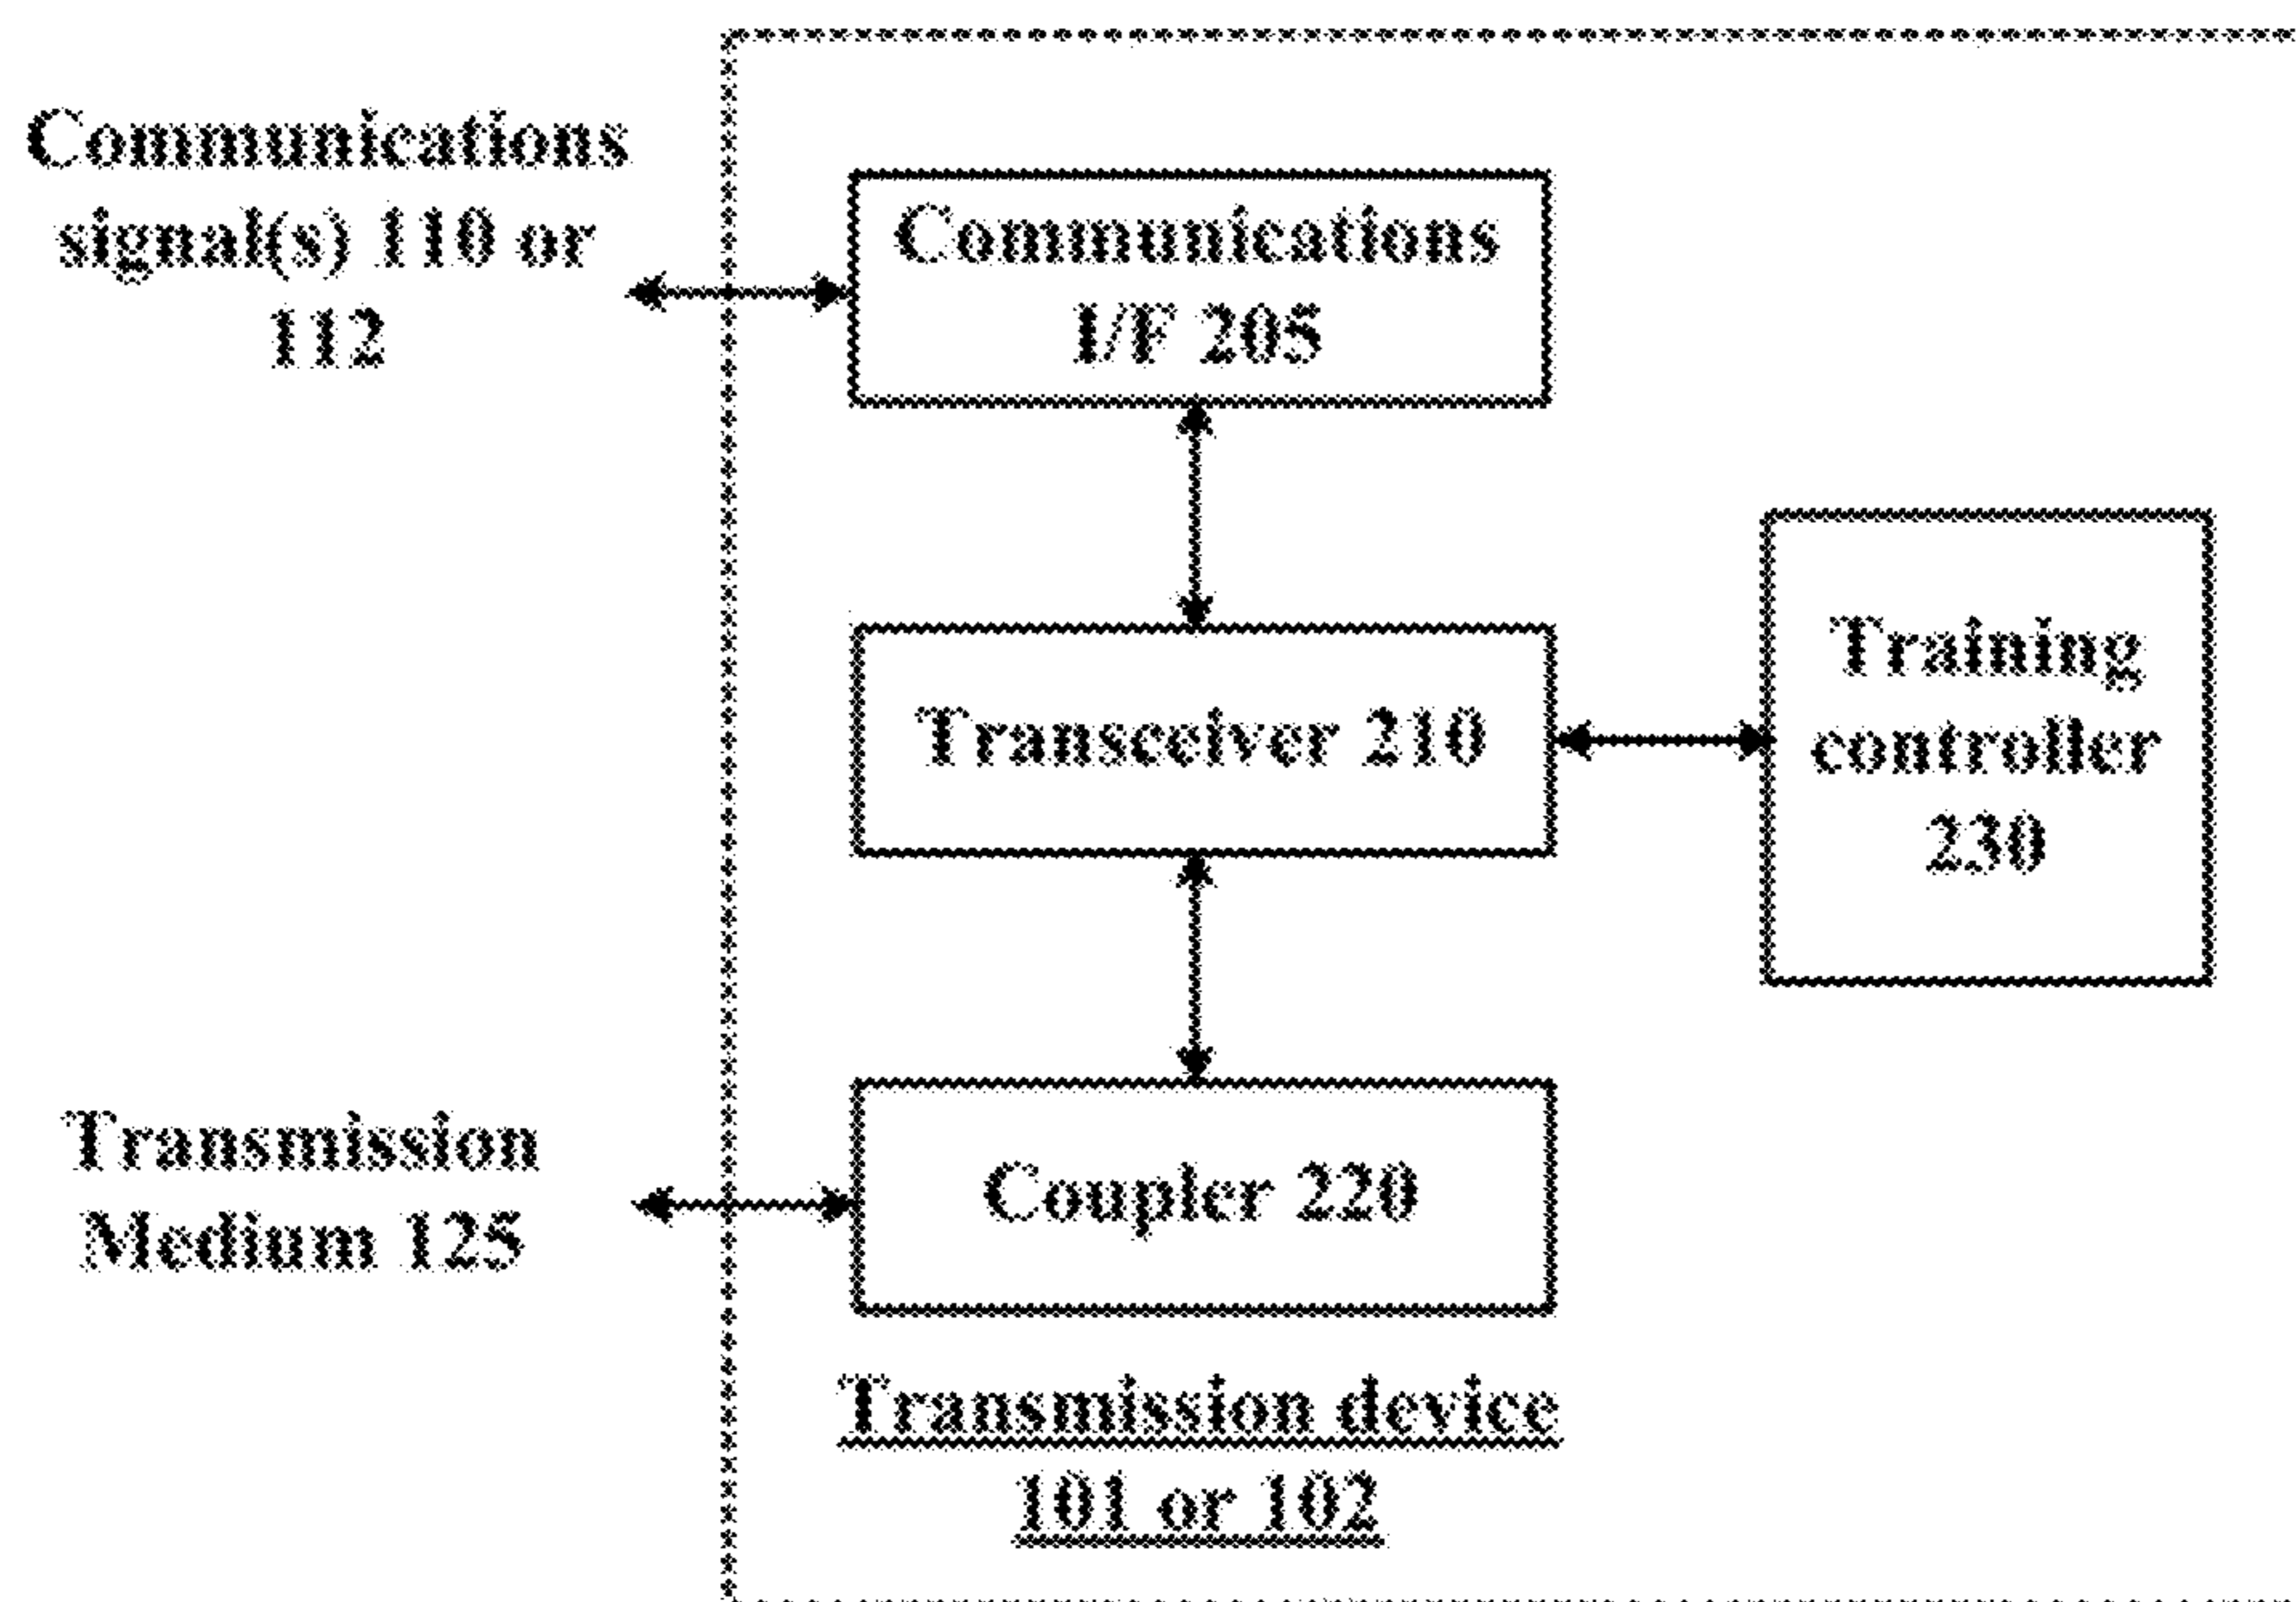 Communications
signal(s) 110 or
112
Communications
I/F 205
Transceiver 210
Training
controller
230
Transmission
Medium 125
Coupler 220
Transmission device
101 or 102